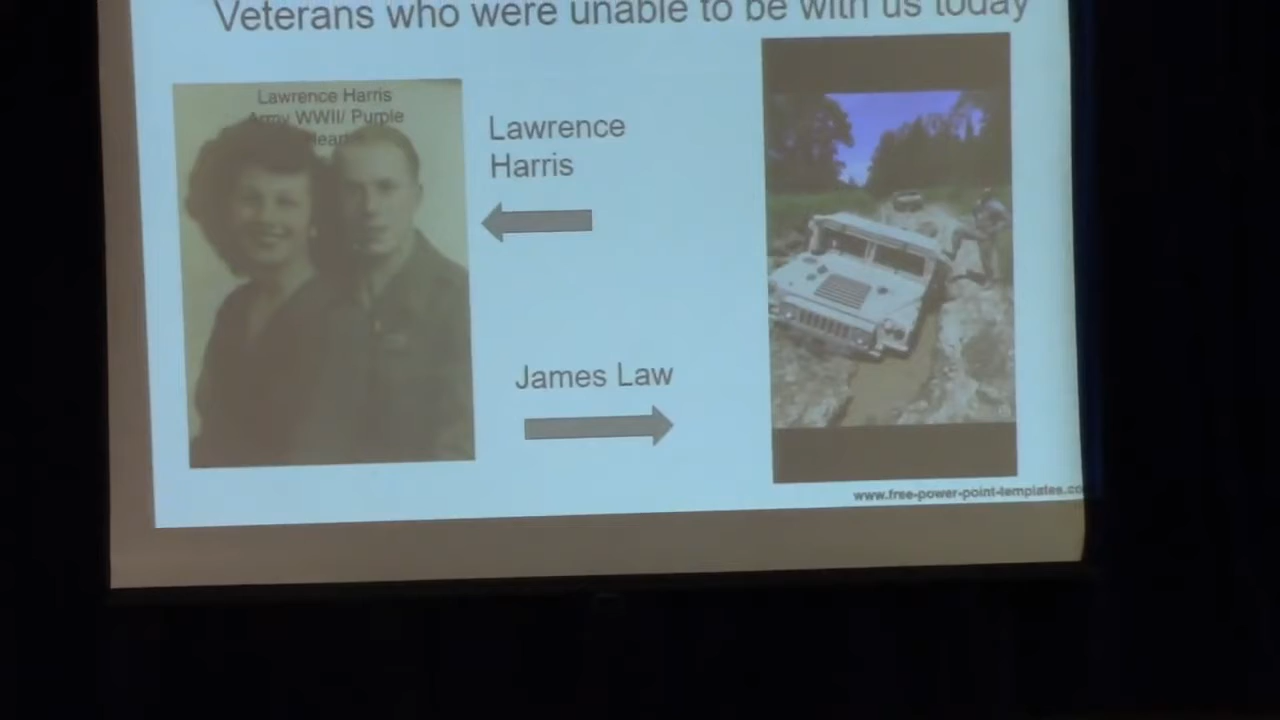 Veterans who were unable to be with us today
Lawrence Harris
Army WWII/ Purple
Heart
Lawrence
Harris
James Law
www.free-power-point-templates.co